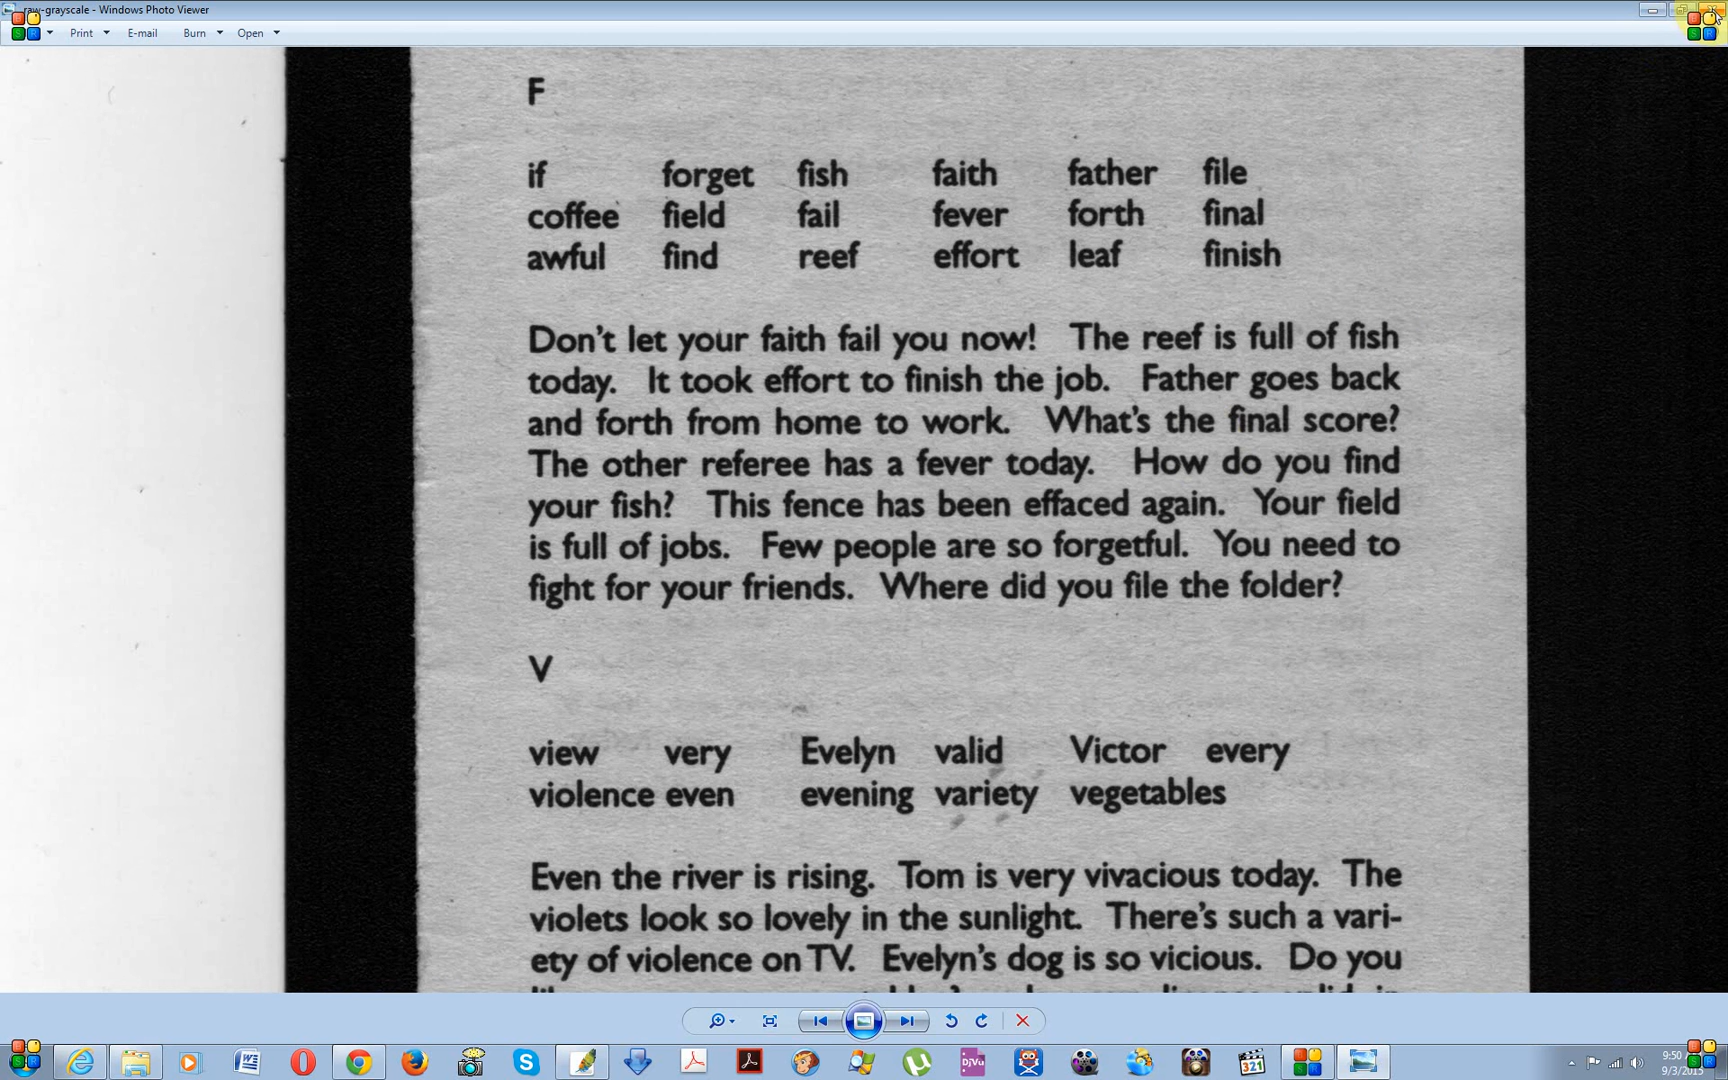 raw-grayscale - Windows Photo Viewer
Print E-mail Burn Open
F
if forget fish faith father file
coffee field fail fever forth final
awful find reef effort leaf finish
Don't let your faith fail you now! The reef is full of fish
today. It took effort to finish the job. Father goes back
and forth from home to work. What's the final score?
The other referee has a fever today. How do you find
your fish? This fence has been effaced again. Your field
is full of jobs. Few people are so forgetful. You need to
fight for your friends. Where did you file the folder?
V
view very Evelyn valid Victor every
violence even evening variety vegetables
Even the river is rising. Tom is very vivacious today. The
violets look so lovely in the sunlight. There's such a vari-
ety of violence on TV. Evelyn's dog is so vicious. Do you
DjVu 321 9:50